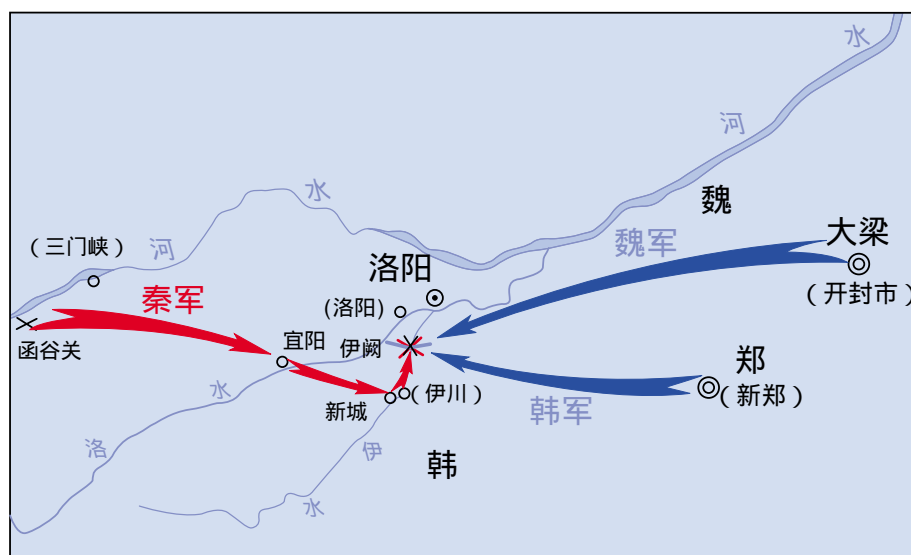 水
河
魏
水
大梁
魏军
河
(三门峡)
洛阳
秦军
(开封市)
(洛阳)
宜阳
伊阙
函谷关
郑
(新郑)
水
新城
(伊川)
韩军
洛
伊
韩
水